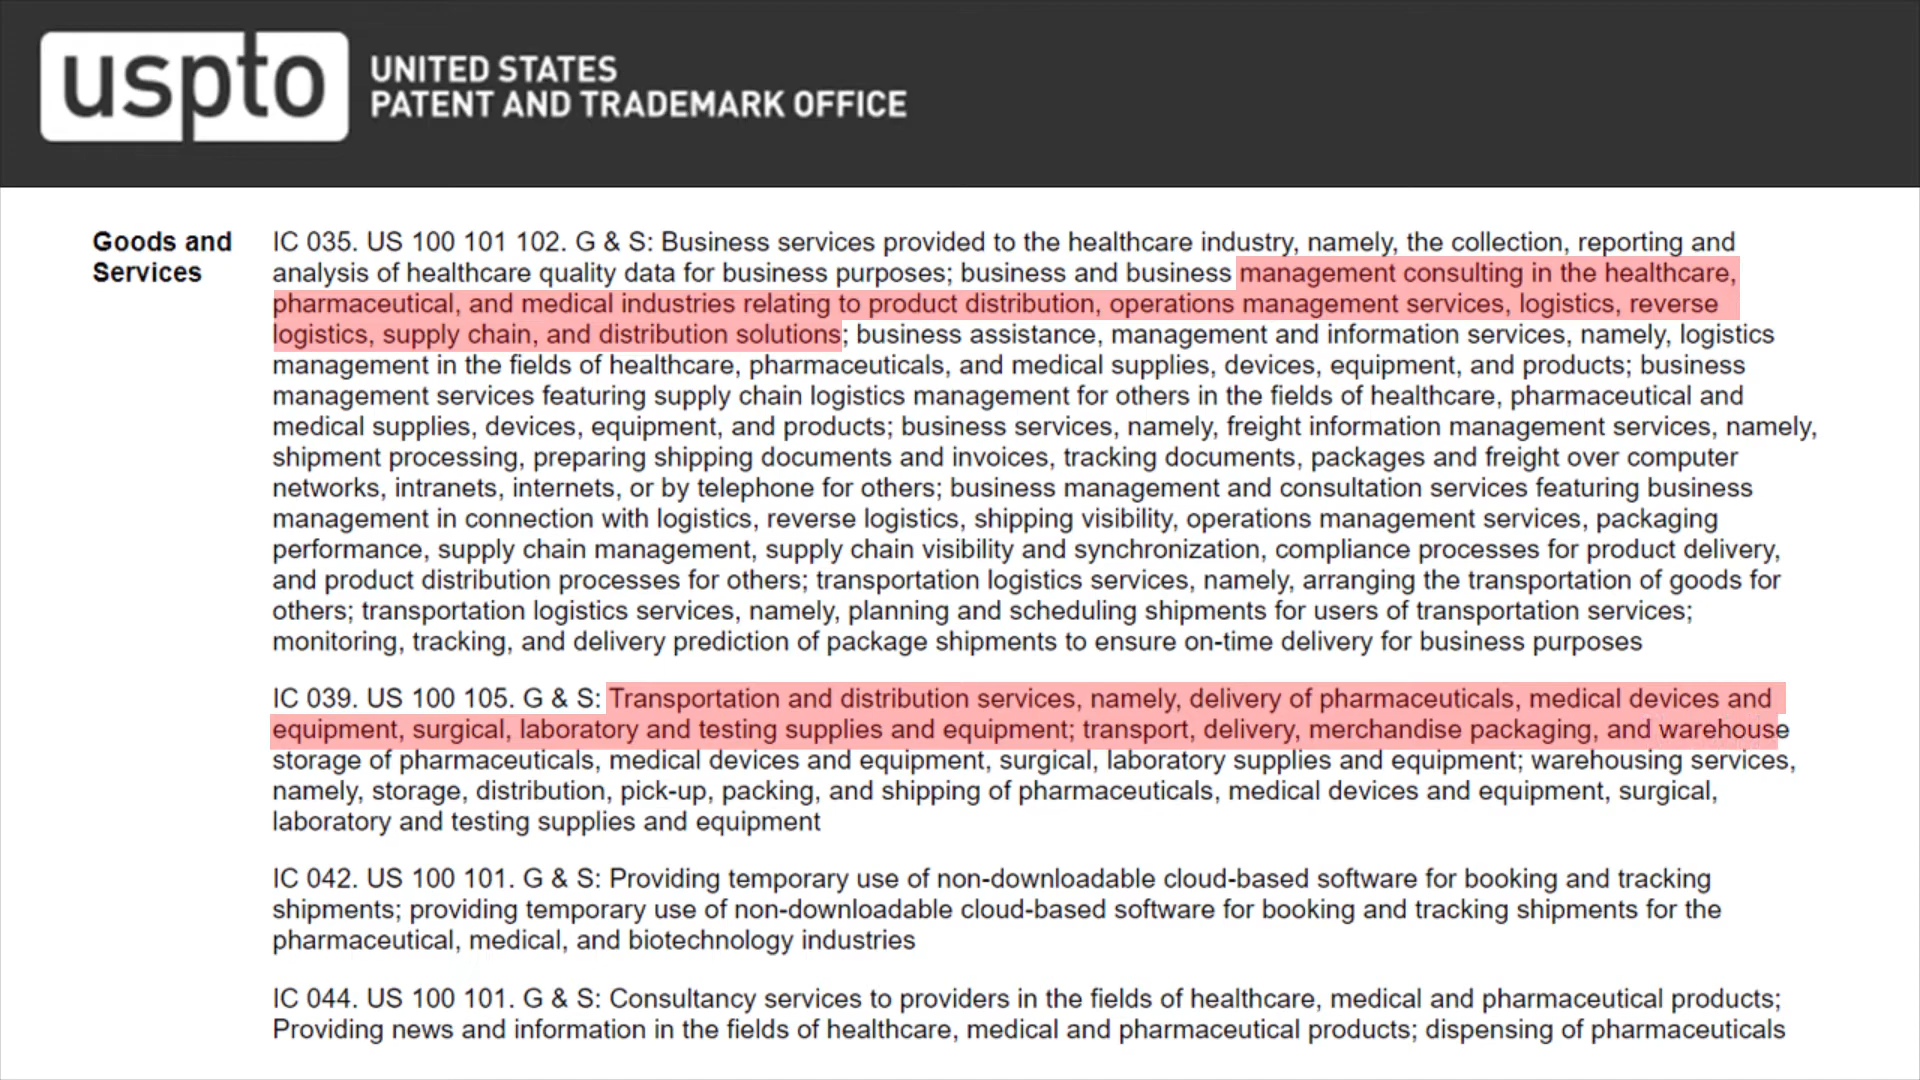 uspto
UNITED STATES
PATENT AND TRADEMARK OFFICE
Goods and
Services
IC 035. US 100 101 102. G & S: Business services provided to the healthcare industry, namely, the collection, reporting and
analysis of healthcare quality data for business purposes; business and business management consulting in the healthcare,
pharmaceutical, and medical industries relating to product distribution, operations management services, logistics, reverse
logistics, supply chain, and distribution solutions; business assistance, management and information services, namely, logistics
management in the fields of healthcare, pharmaceuticals, and medical supplies, devices, equipment, and products; business
management services featuring supply chain logistics management for others in the fields of healthcare, pharmaceutical and
medical supplies, devices, equipment, and products; business services, namely, freight information management services, namely,
shipment processing, preparing shipping documents and invoices, tracking documents, packages and freight over computer
networks, intranets, internets, or by telephone for others; business management and consultation services featuring business
management in connection with logistics, reverse logistics, shipping visibility, operations management services, packaging
performance, supply chain management, supply chain visibility and synchronization, compliance processes for product delivery,
and product distribution processes for others; transportation logistics services, namely, arranging the transportation of goods for
others; transportation logistics services, namely, planning and scheduling shipments for users of transportation services;
monitoring, tracking, and delivery prediction of package shipments to ensure on-time delivery for business purposes
IC 039. US 100 105. G & S: Transportation and distribution services, namely, delivery of pharmaceuticals, medical devices and
equipment, surgical, laboratory and testing supplies and equipment; transport, delivery, merchandise packaging, and warehouse
storage of pharmaceuticals, medical devices and equipment, surgical, laboratory supplies and equipment; warehousing services,
namely, storage, distribution, pick-up, packing, and shipping of pharmaceuticals, medical devices and equipment, surgical,
laboratory and testing supplies and equipment
IC 042. US 100 101. G & S: Providing temporary use of non-downloadable cloud-based software for booking and tracking
shipments; providing temporary use of non-downloadable cloud-based software for booking and tracking shipments for the
pharmaceutical, medical, and biotechnology industries
IC 044. US 100 101. G & S: Consultancy services to providers in the fields of healthcare, medical and pharmaceutical products;
Providing news and information in the fields of healthcare, medical and pharmaceutical products; dispensing of pharmaceuticals